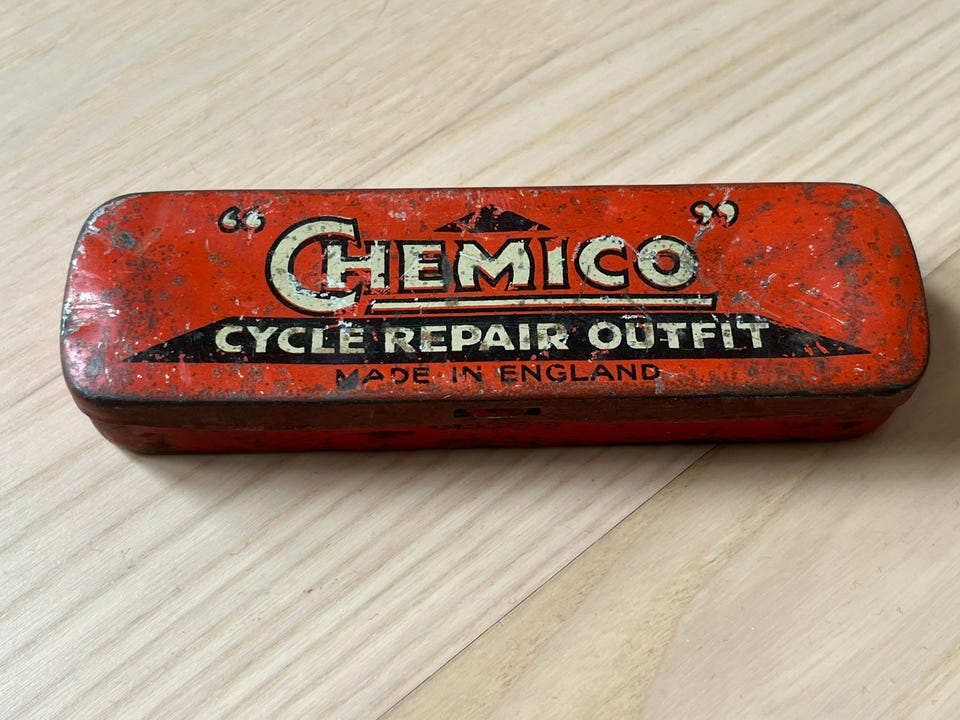 “CHEMICO”
CYCLE REPAIR OUTFIT
MADE IN ENGLAND